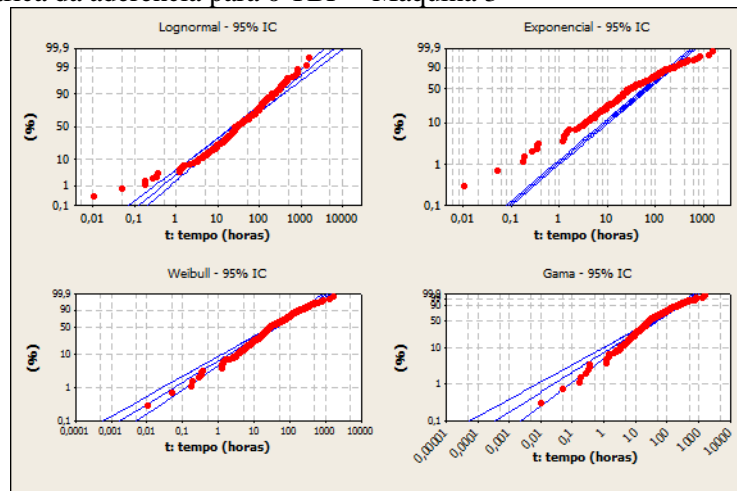 Lognormal - 95% IC
99,9
99
90
50
10
1
0,1
(%)
0,01 0,1 1 10 100 1000 10000
t: tempo (horas)
Exponencial - 95% IC
99,9
90
50
10
1
0,1
(%)
0,01 0,1 1 10 100 1000
t: tempo (horas)
Weibull - 95% IC
99,9
90
50
10
1
0,1
(%)
0,0001 0,001 0,01 0,1 1 10 100 1000 10000
t: tempo (horas)
Gama - 95% IC
99,9
90
50
10
1
0,1
(%)
0,00001 0,0001 0,001 0,01 0,1 1 10 100 1000 10000
t: tempo (horas)